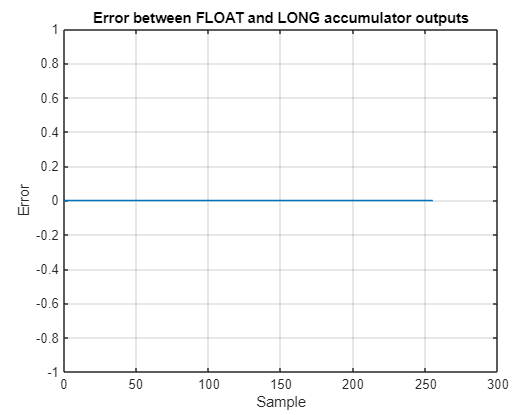 Error between FLOAT and LONG accumulator outputs
1
0.8
0.6
0.4
0.2
0
-0.2
-0.4
-0.6
-0.8
-1
Error
0 50 100 150 200 250 300
Sample